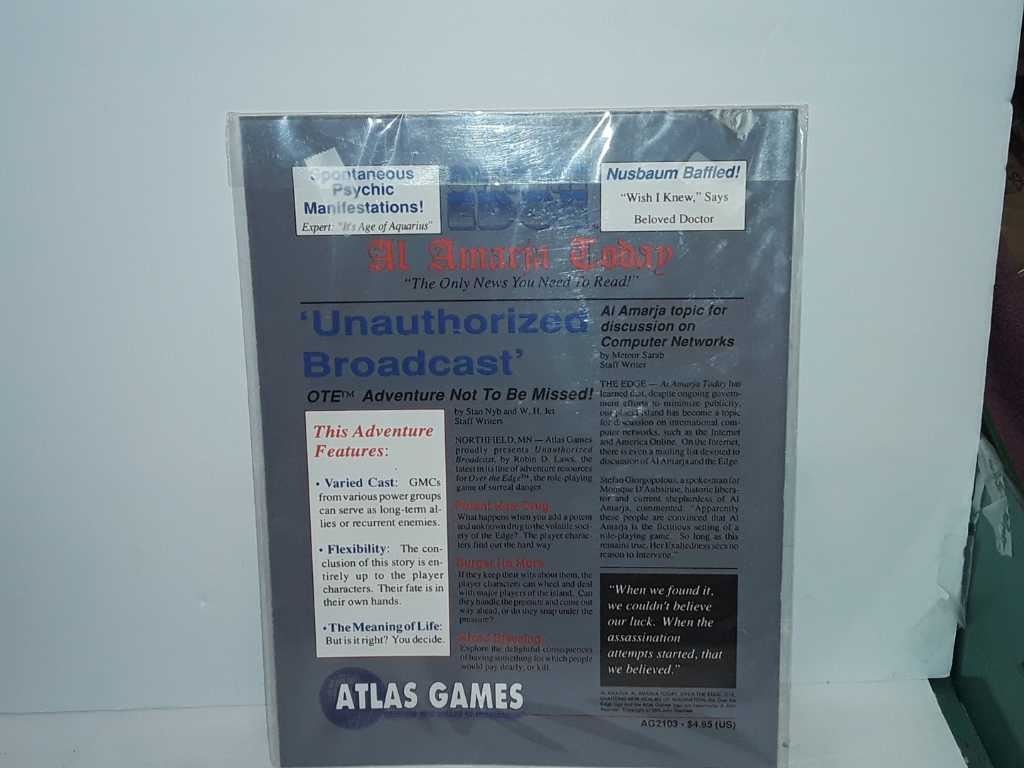 Spontaneous
Psychic
Manifestations!
Expert: "It's Age of Aquarius"
Nusbaum Baffled!
"Wish I Knew," Says
Beloved Doctor
Al Amarja Today
"The Only News You Need To Read!"
'Unauthorized
Broadcast'
OTE™ Adventure Not To Be Missed!
This Adventure
Features:
• Varied Cast: GMCs
from various power groups
can serve as long-term al-
lies or recurrent enemies.
• Flexibility: The con-
clusion of this story is en-
tirely up to the player
characters. Their fate is in
their own hands.
• The Meaning of Life:
But is it right? You decide.
by Stan Nyb and W. H. Jet
Staff Writers
NORTHFIELD, MN — Atlas Games
proudly presents Unauthorized
Broadcast, by Robin D. Laws, the
latest in its line of adventure resources
for Over the Edge™, the role-playing
game of surreal danger.
What happens when you add a potent
and unknown drug to the volatile soci-
ety of the Edge? The player charac-
ters find out the hard way.
Burger No More
If they keep their wits about them, the
player characters can wheel and deal
with major players of the island. Can
they handle the pressure and come out
way ahead, or do they snap under the
pressure?
Mixed Blessing
Explore the delightful consequences
of having something for which people
would pay dearly, or kill.
Al Amarja topic for
discussion on
Computer Networks
by Meteor Sarab
Staff Writer
THE EDGE — Al Amarja Today has
learned that, despite ongoing govern-
ment efforts to minimize publicity,
our placid island has become a topic
for discussion on international com-
puter networks, such as the Internet
and America Online. On the Internet,
there is even a mailing list devoted to
discussion of Al Amarja and the Edge.
Stefan Giorgopolous, a spokesman for
Monique D'Aubainne, historic libera-
tor and current shepherdess of Al
Amarja, commented: "Apparently
these people are convinced that Al
Amarja is the fictitious setting of a
role-playing game. So long as this
remains true, Her Exaltedness sees no
reason to intervene."
"When we found it,
we couldn't believe
our luck. When the
assassination
attempts started, that
we believed."
ATLAS GAMES
AG2103 • $4.95 (US)